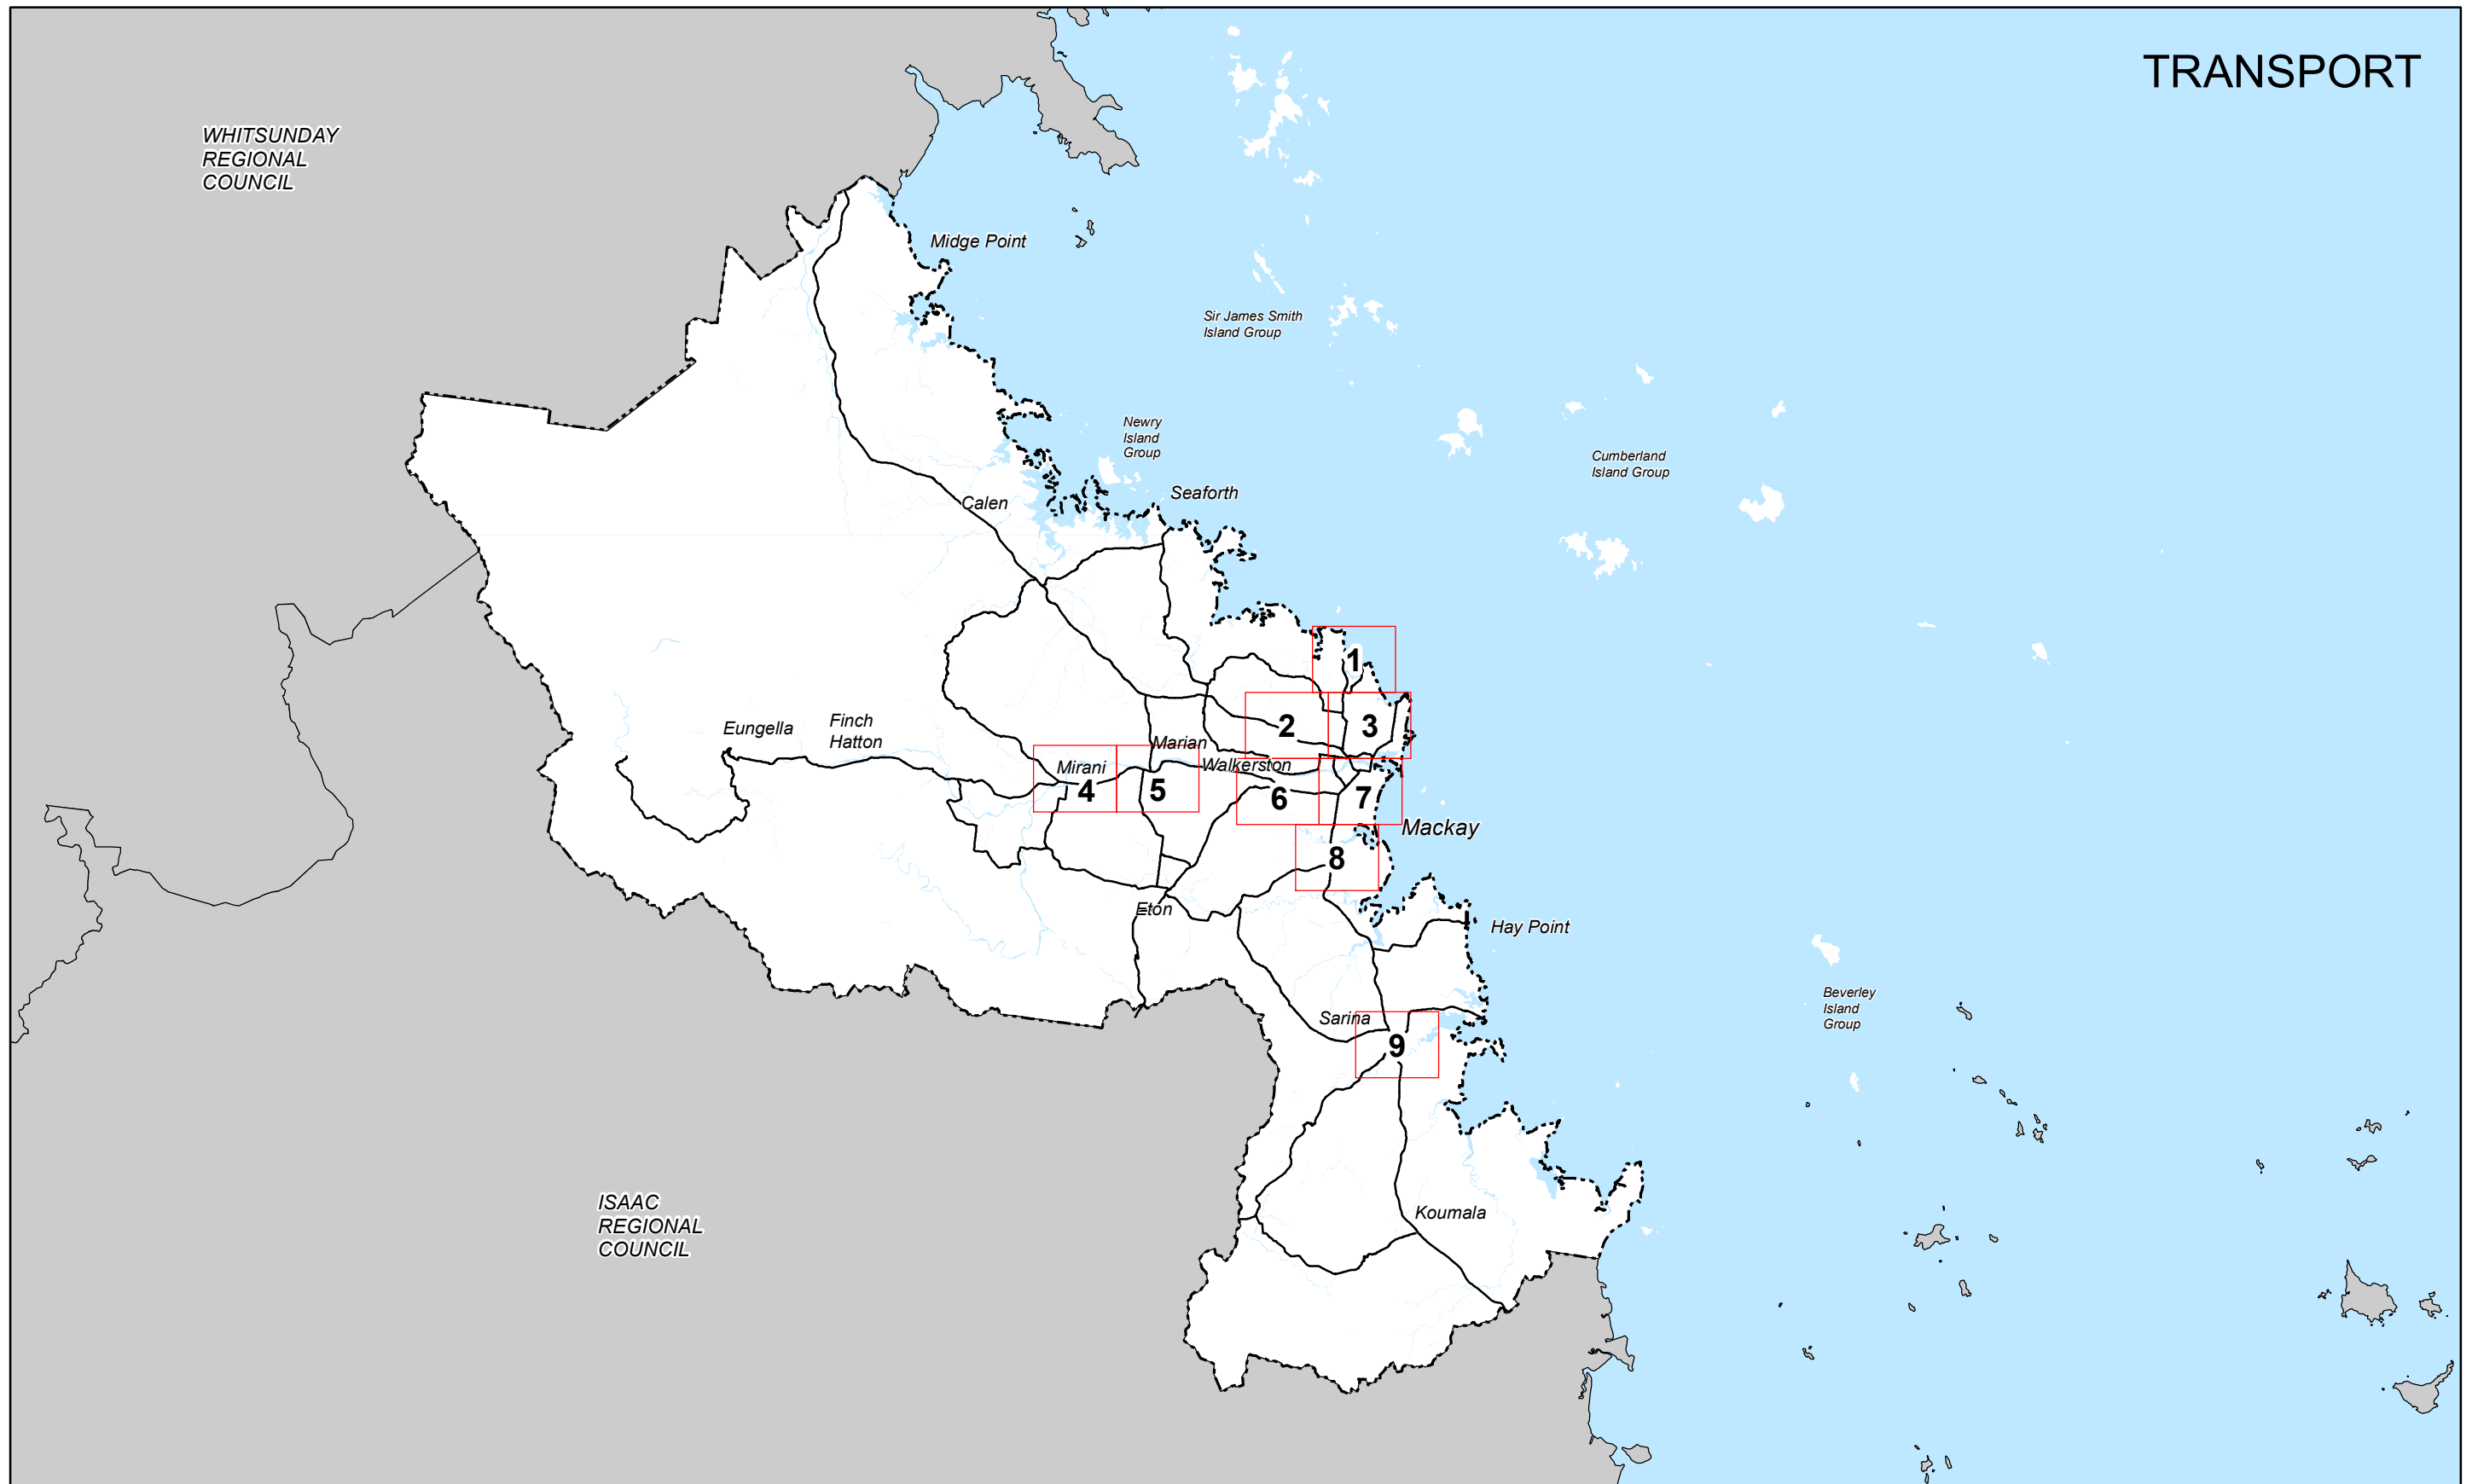 TRANSPORT
WHITSUNDAY
REGIONAL
COUNCIL
Midge Point
Sir James Smith
Island Group
Newry
Island
Group
Cumberland
Island Group
Seaforth
Calen
1
2
3
Eungella
Finch
Hatton
Marian
Mirani
Walkerston
4
5
6
7
Mackay
8
Eton
Hay Point
Beverley
Island
Group
Sarina
9
ISAAC
REGIONAL
COUNCIL
Koumala